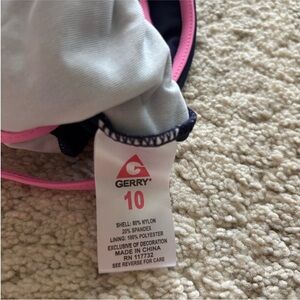 GERRY®
10
SHELL: 80% NYLON
20% SPANDEX
LINING: 100% POLYESTER
EXCLUSIVE OF DECORATION
MADE IN CHINA
RN 117732
SEE REVERSE FOR CARE